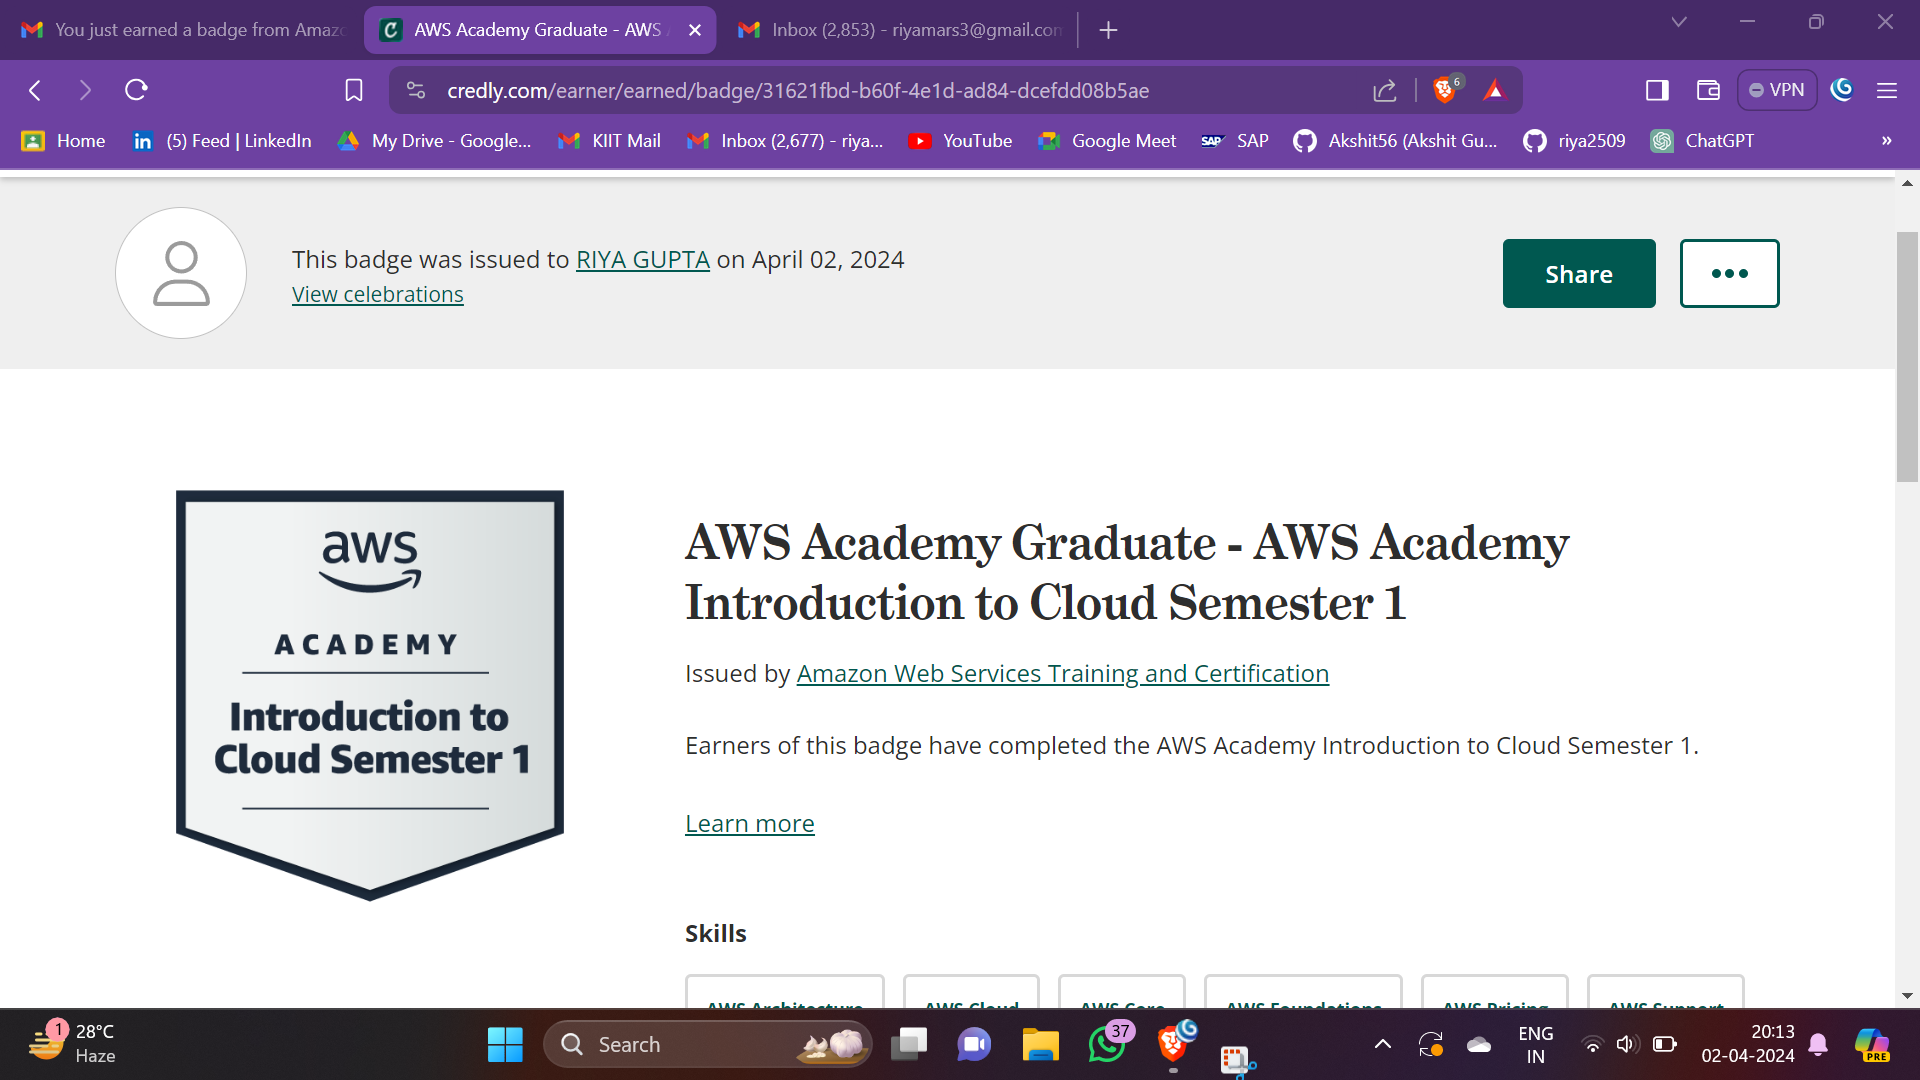 You just earned a badge from Amaz
AWS Academy Graduate - AWS
Inbox (2,853) - riyamars3@gmail.com
credly.com/earner/earned/badge/31621fbd-b60f-4e1d-ad84-dcefdd08b5ae
6
VPN
Home
(5) Feed | LinkedIn
My Drive - Google...
KIIT Mail
Inbox (2,677) - riya...
YouTube
Google Meet
SAP
SAP
Akshit56 (Akshit Gu...
riya2509
ChatGPT
»
This badge was issued to RIYA GUPTA on April 02, 2024
View celebrations
Share
•••
aws
ACADEMY
Introduction to
Cloud Semester 1
AWS Academy Graduate - AWS Academy
Introduction to Cloud Semester 1
Issued by Amazon Web Services Training and Certification
Earners of this badge have completed the AWS Academy Introduction to Cloud Semester 1.
Learn more
Skills
AWS Architecture
AWS Cloud
AWS Core
AWS Foundations
AWS Pricing
AWS Support
1
28°C
Haze
Search
37
ENG
IN
20:13
02-04-2024
PRE